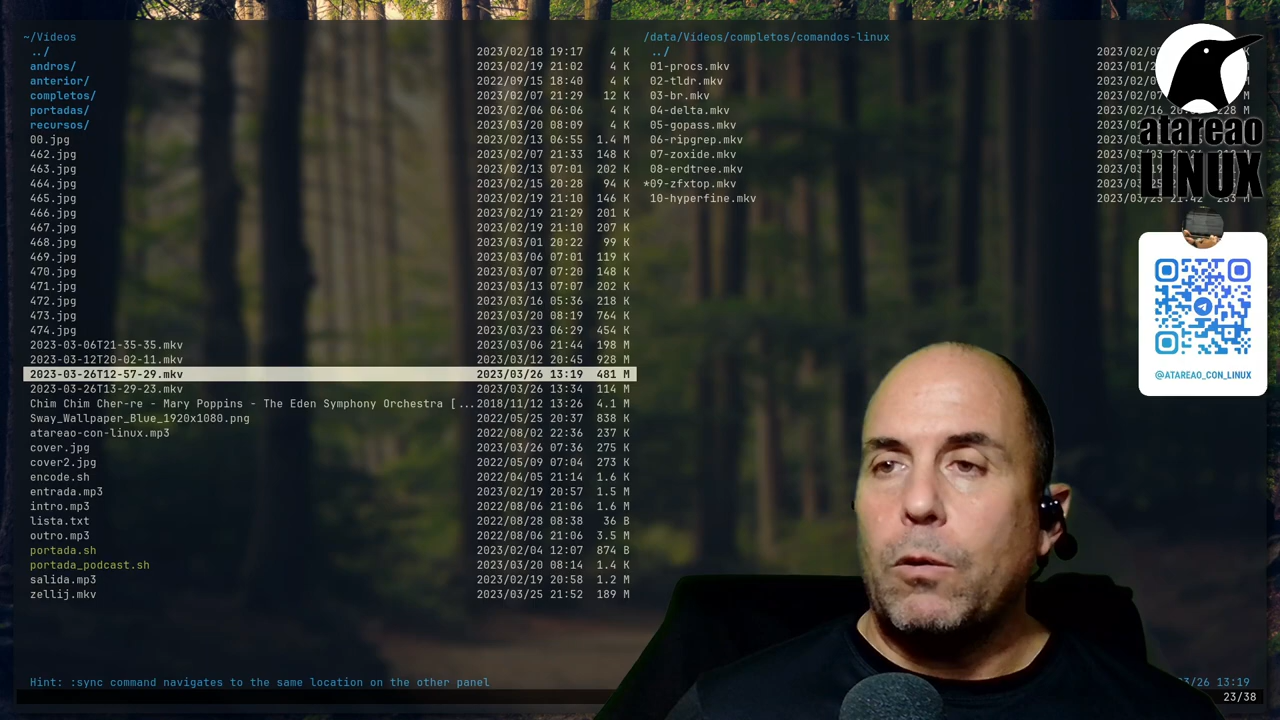 ~/Videos
../ 2023/02/18 19:17 4 K
andros/ 2023/02/19 21:02 4 K
anterior/ 2022/09/15 18:40 4 K
completos/ 2023/02/07 21:29 12 K
portadas/ 2023/02/06 06:06 4 K
recursos/ 2023/03/20 08:09 4 K
00.jpg 2023/02/13 06:55 1.4 M
462.jpg 2023/02/07 21:33 148 K
463.jpg 2023/02/13 07:01 202 K
464.jpg 2023/02/15 20:28 94 K
465.jpg 2023/02/19 21:10 146 K
466.jpg 2023/02/19 21:29 201 K
467.jpg 2023/02/19 21:10 207 K
468.jpg 2023/03/01 20:22 99 K
469.jpg 2023/03/06 07:01 119 K
470.jpg 2023/03/07 07:20 148 K
471.jpg 2023/03/13 07:07 202 K
472.jpg 2023/03/16 05:36 218 K
473.jpg 2023/03/20 08:19 764 K
474.jpg 2023/03/23 06:29 454 K
2023-03-06T21-35-35.mkv 2023/03/06 21:44 198 M
2023-03-12T20-02-11.mkv 2023/03/12 20:45 928 M
2023-03-26T12-57-29.mkv 2023/03/26 13:19 481 M
2023-03-26T13-29-23.mkv 2023/03/26 13:34 114 M
Chim Chim Cher-re - Mary Poppins - The Eden Symphony Orchestra [...2018/11/12 13:26 4.1 M
Sway_Wallpaper_Blue_1920x1080.png 2022/05/25 20:37 838 K
atareao-con-linux.mp3 2022/08/02 22:36 237 K
cover.jpg 2023/03/26 07:36 275 K
cover2.jpg 2022/05/09 07:04 273 K
encode.sh 2022/04/05 21:14 1.6 K
entrada.mp3 2023/02/19 20:57 1.5 M
intro.mp3 2022/08/06 21:06 1.6 M
lista.txt 2022/08/28 08:38 36 B
outro.mp3 2022/08/06 21:06 3.5 M
portada.sh 2023/02/04 12:07 874 B
portada_podcast.sh 2023/03/20 08:14 1.4 K
salida.mp3 2023/02/19 20:58 1.2 M
zellij.mkv 2023/03/25 21:52 189 M
/data/Videos/completos/comandos-linux
../
01-procs.mkv
02-tldr.mkv
03-br.mkv
04-delta.mkv
05-gopass.mkv
06-ripgrep.mkv
07-zoxide.mkv
08-erdtree.mkv
*09-zfxtop.mkv
10-hyperfine.mkv
atareao
LINUX
@ATAREAO_CON_LINUX
Hint: :sync command navigates to the same location on the other panel
/26 13:19
23/38